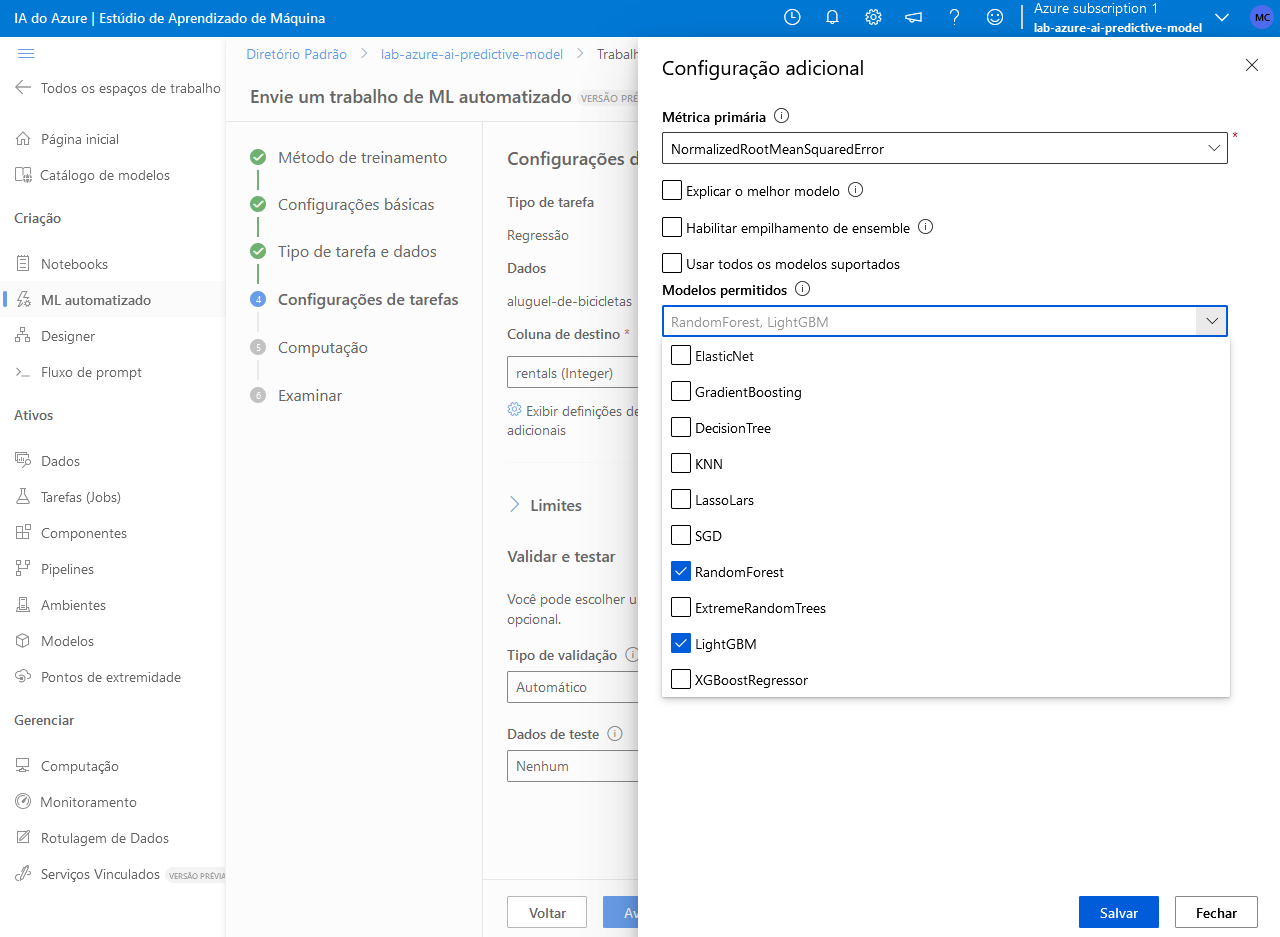 IA do Azure | Estúdio de Aprendizado de Máquina
Azure subscription 1
lab-azure-ai-predictive-model
MC
Todos os espaços de trabalho
Página inicial
Catálogo de modelos
Criação
Notebooks
ML automatizado
Designer
Fluxo de prompt
Ativos
Dados
Tarefas (Jobs)
Componentes
Pipelines
Ambientes
Modelos
Pontos de extremidade
Gerenciar
Computação
Monitoramento
Rotulagem de Dados
Serviços Vinculados VERSÃO PRÉVIA
Diretório Padrão > lab-azure-ai-predictive-model > Trabalh
Envie um trabalho de ML automatizado VERSÃO PRÉ
Método de treinamento
Configurações básicas
Tipo de tarefa e dados
4 Configurações de tarefas
5 Computação
6 Examinar
Configurações d
Tipo de tarefa
Regressão
Dados
aluguel-de-bicicletas
Coluna de destino *
rentals (Integer)
Exibir definições de
adicionais
Limites
Validar e testar
Você pode escolher u
opcional.
Tipo de validação
Automático
Dados de teste
Nenhum
Voltar
Av
Configuração adicional
Métrica primária
NormalizedRootMeanSquaredError *
Explicar o melhor modelo
Habilitar empilhamento de ensemble
Usar todos os modelos suportados
Modelos permitidos
RandomForest, LightGBM
ElasticNet
GradientBoosting
DecisionTree
KNN
LassoLars
SGD
RandomForest
ExtremeRandomTrees
LightGBM
XGBoostRegressor
Salvar
Fechar